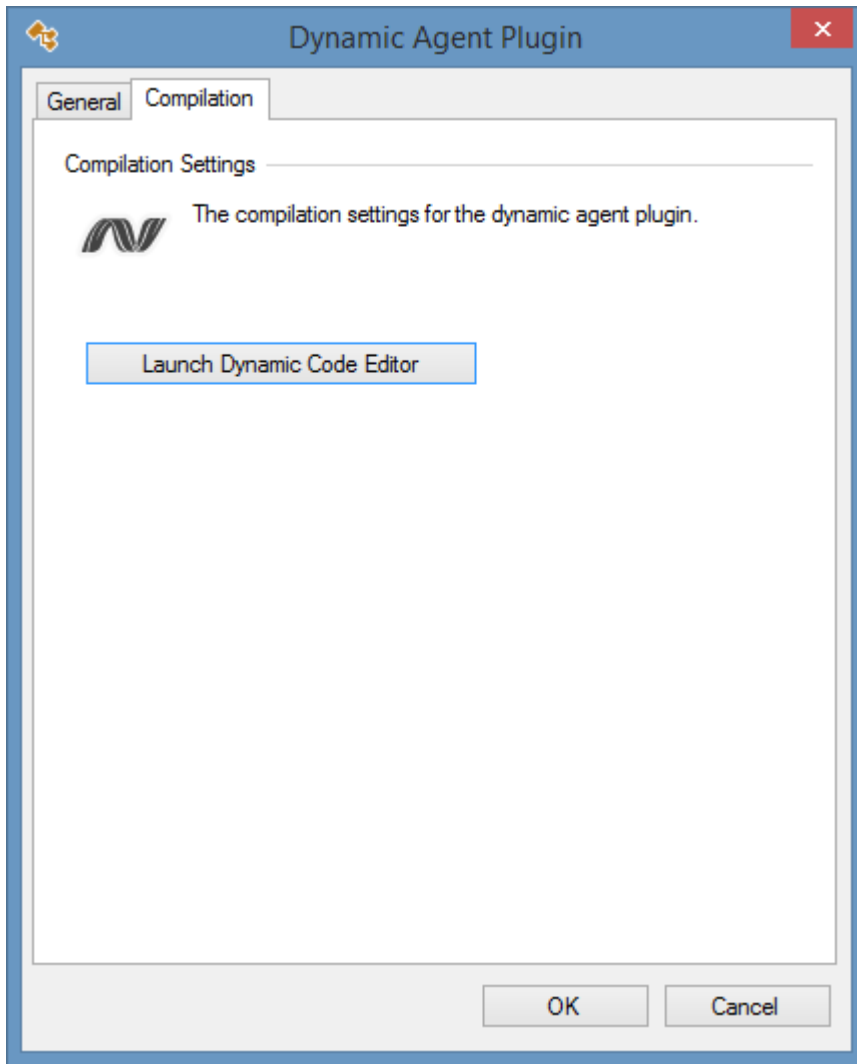 Dynamic Agent Plugin
General
Compilation
Compilation Settings
The compilation settings for the dynamic agent plugin.
Launch Dynamic Code Editor
OK
Cancel